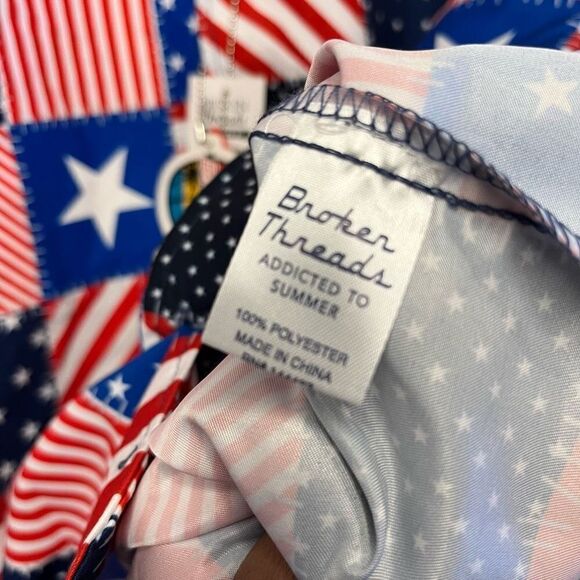 Broken
Threads
ADDICTED TO
SUMMER
100% POLYESTER
MADE IN CHINA